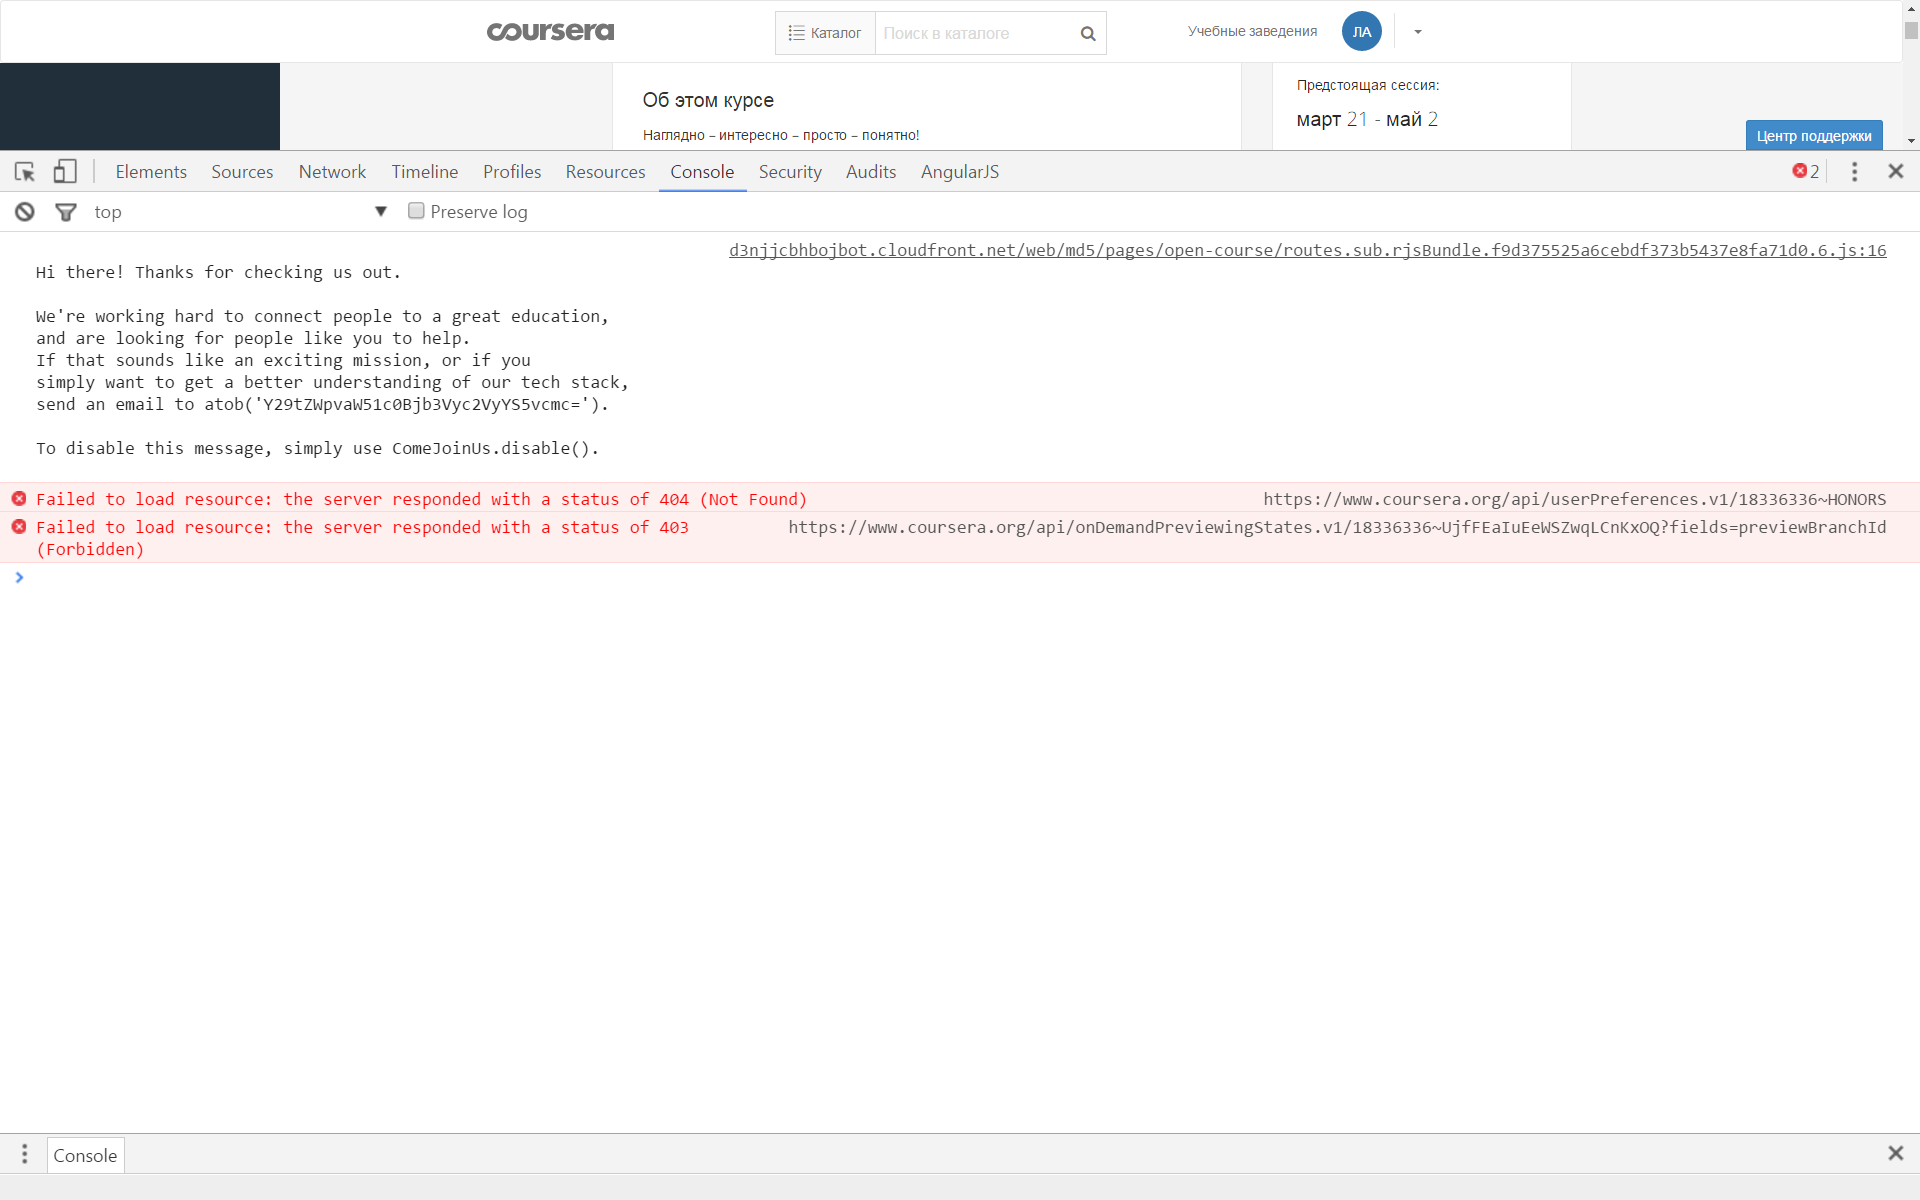 coursera
Каталог
Поиск в каталоге
Учебные заведения
ЛА
Об этом курсе
Наглядно – интересно – просто – понятно!
Предстоящая сессия:
март 21 - май 2
Центр поддержки
Elements Sources Network Timeline Profiles Resources Console Security Audits AngularJS
2
top
Preserve log
d3njjcbhbojbot.cloudfront.net/web/md5/pages/open-course/routes.sub.rjsBundle.f9d375525a6cebdf373b5437e8fa71d0.6.js:16
Hi there! Thanks for checking us out.
We're working hard to connect people to a great education,
and are looking for people like you to help.
If that sounds like an exciting mission, or if you
simply want to get a better understanding of our tech stack,
send an email to atob('Y29tZWpvaW51c0Bjb3Vyc2VyYS5vcmc=').
To disable this message, simply use ComeJoinUs.disable().
Failed to load resource: the server responded with a status of 404 (Not Found)
https://www.coursera.org/api/userPreferences.v1/18336336~HONORS
Failed to load resource: the server responded with a status of 403
(Forbidden)
https://www.coursera.org/api/onDemandPreviewingStates.v1/18336336~UjfFEaIuEeWSZwqLCnKxOQ?fields=previewBranchId
Console